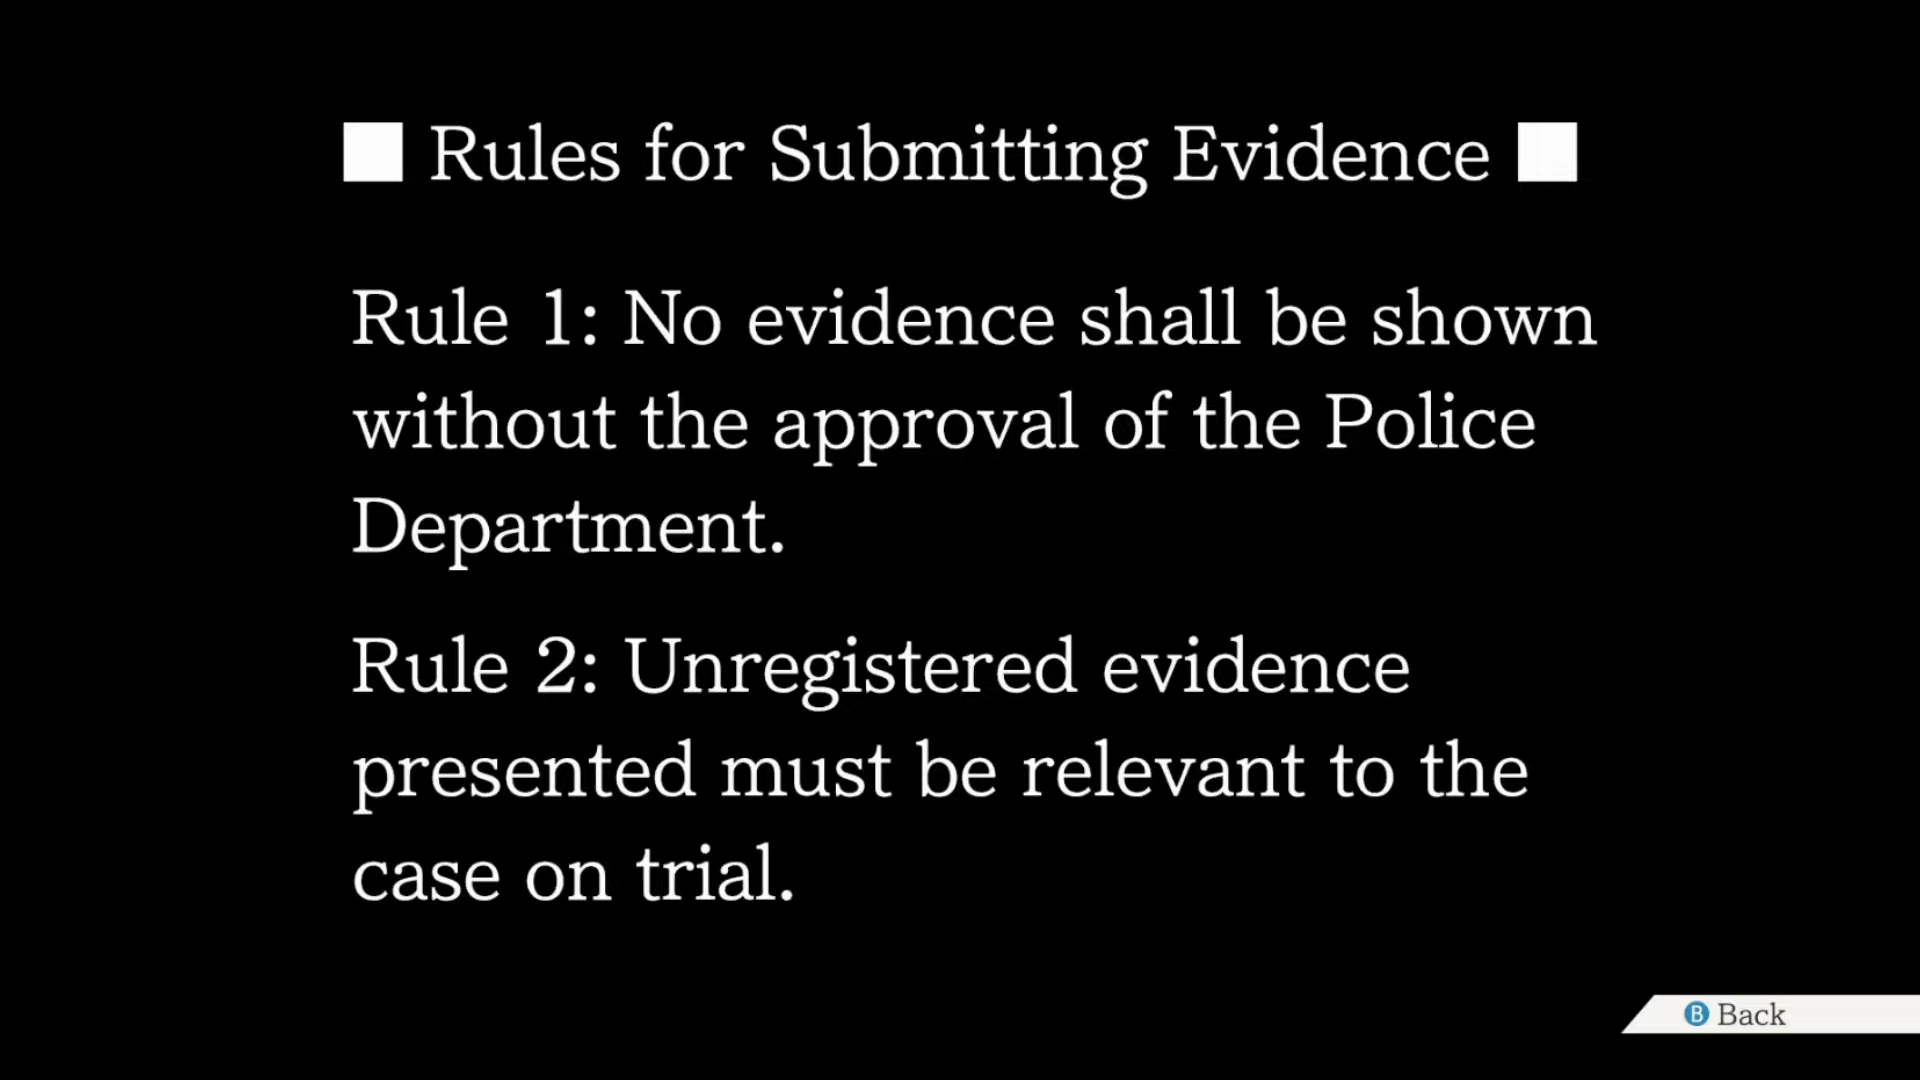 ■ Rules for Submitting Evidence ■
Rule 1: No evidence shall be shown
without the approval of the Police
Department.
Rule 2: Unregistered evidence
presented must be relevant to the
case on trial.
B Back